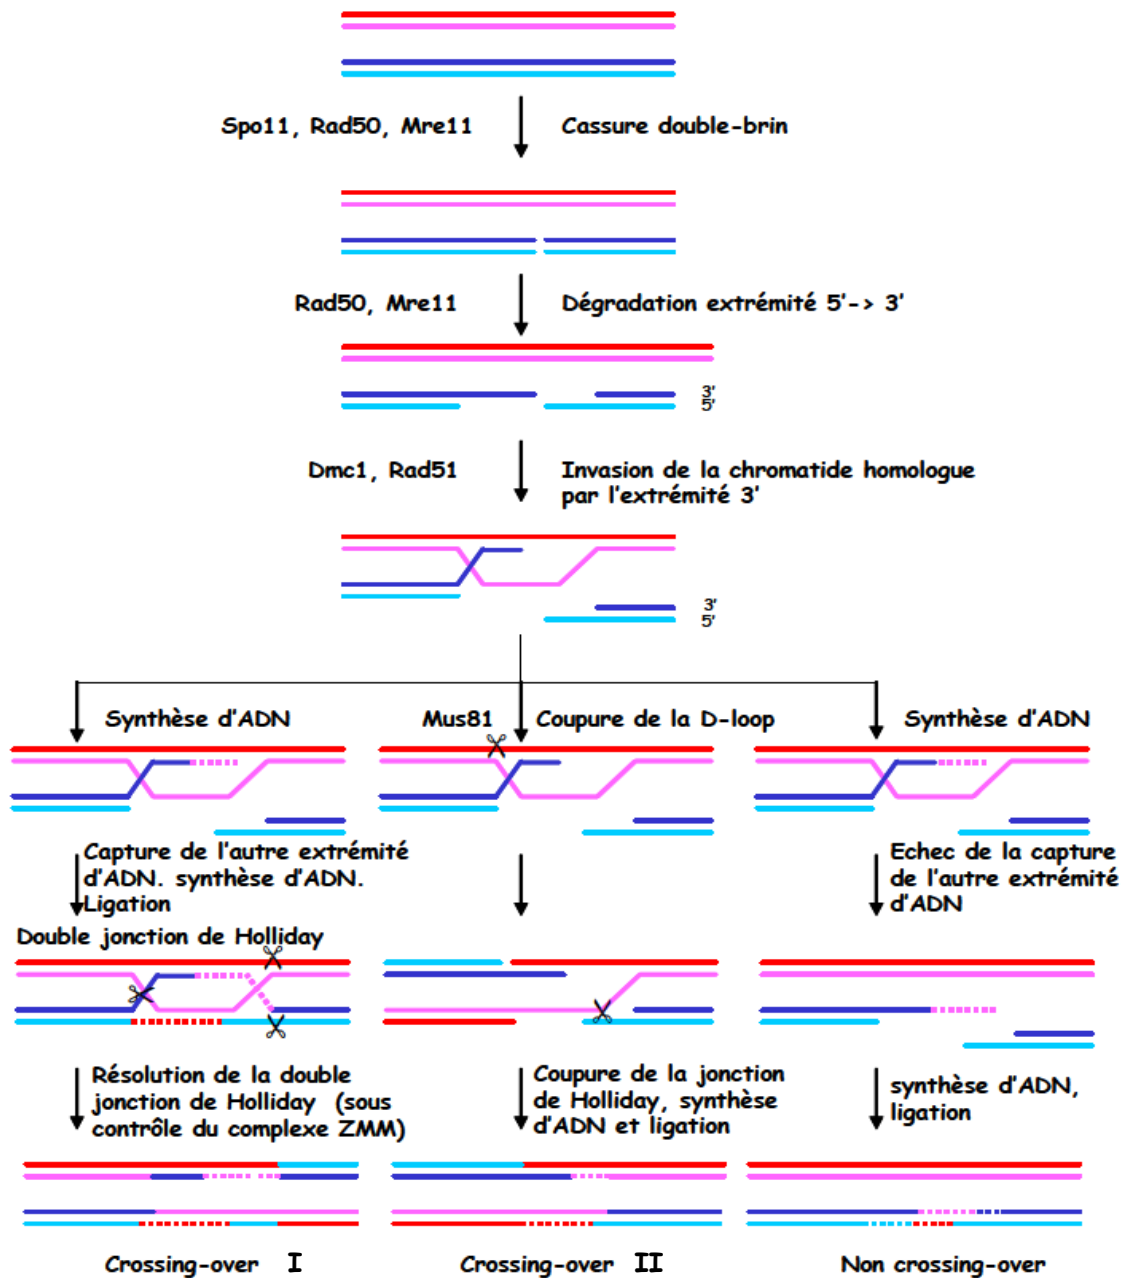 Spo11, Rad50, Mre11
Cassure double-brin
Rad50, Mre11
Dégradation extrémité 5'-> 3'
3'
5'
Dmc1, Rad51
Invasion de la chromatide homologue
par l'extrémité 3'
3'
5'
Synthèse d'ADN
Mus81
Coupure de la D-loop
Synthèse d'ADN
Capture de l'autre extrémité
d'ADN. synthèse d'ADN.
Ligation
Echec de la capture
de l'autre extrémité
d'ADN
Double jonction de Holliday
Résolution de la double
jonction de Holliday (sous
contrôle du complexe ZMM)
Coupure de la jonction
de Holliday, synthèse
d'ADN et ligation
synthèse d'ADN,
ligation
Crossing-over I
Crossing-over II
Non crossing-over